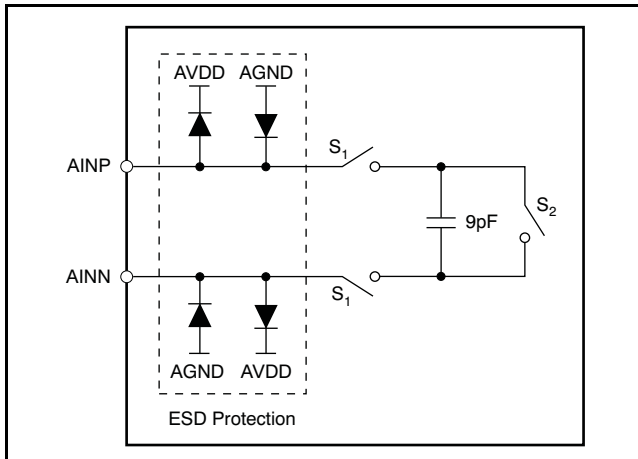 AVDD AGND
S1
AINP
S2
9pF
AINN
S1
AGND AVDD
ESD Protection